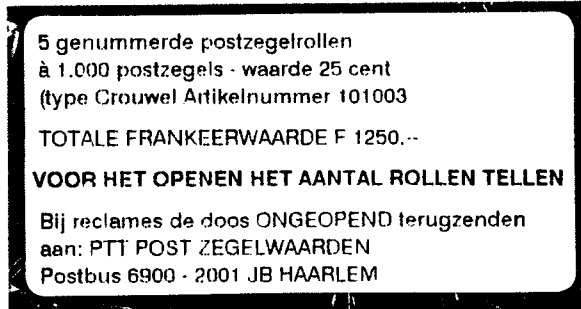 5 genummerde postzegelrollen
à 1.000 postzegels - waarde 25 cent
(type Crouwel Artikelnummer 101003
TOTALE FRANKEERWAARDE F 1250.--
VOOR HET OPENEN HET AANTAL ROLLEN TELLEN
Bij reclames de doos ONGEOPEND terugzenden
aan: PTT POST ZEGELWAARDEN
Postbus 6900 - 2001 JB HAARLEM